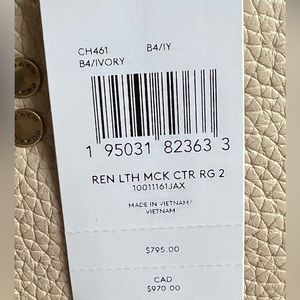 CH461 B4/IY
B4/IVORY
1 95031 82363 3
REN LTH MCK CTR RG 2
10011161JAX
MADE IN VIETNAM/
VIETNAM
$795.00
CAD
$970.00